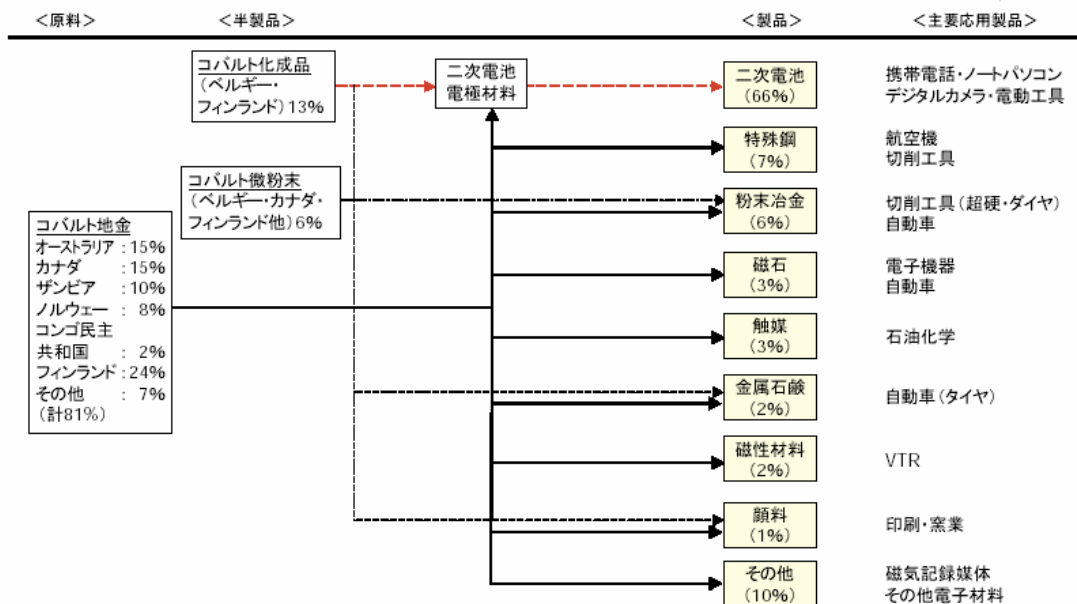 ＜原料＞
＜半製品＞
＜製品＞
＜主要応用製品＞
コバルト化成品
（ベルギー・
フィンランド）13%
二次電池
電極材料
二次電池
（66%）
携帯電話・ノートパソコン
デジタルカメラ・電動工具
特殊鋼
（7%）
航空機
切削工具
コバルト微粉末
（ベルギー・カナダ・
フィンランド他）6%
粉末冶金
（6%）
切削工具（超硬・ダイヤ）
自動車
コバルト地金
オーストラリア：15%
カナダ：15%
ザンビア：10%
ノルウェー：8%
コンゴ民主
共和国：2%
フィンランド：24%
その他：7%
（計81%）
磁石
（3%）
電子機器
自動車
触媒
（3%）
石油化学
金属石鹸
（2%）
自動車（タイヤ）
磁性材料
（2%）
VTR
顔料
（1%）
印刷・窯業
その他
（10%）
磁気記録媒体
その他電子材料